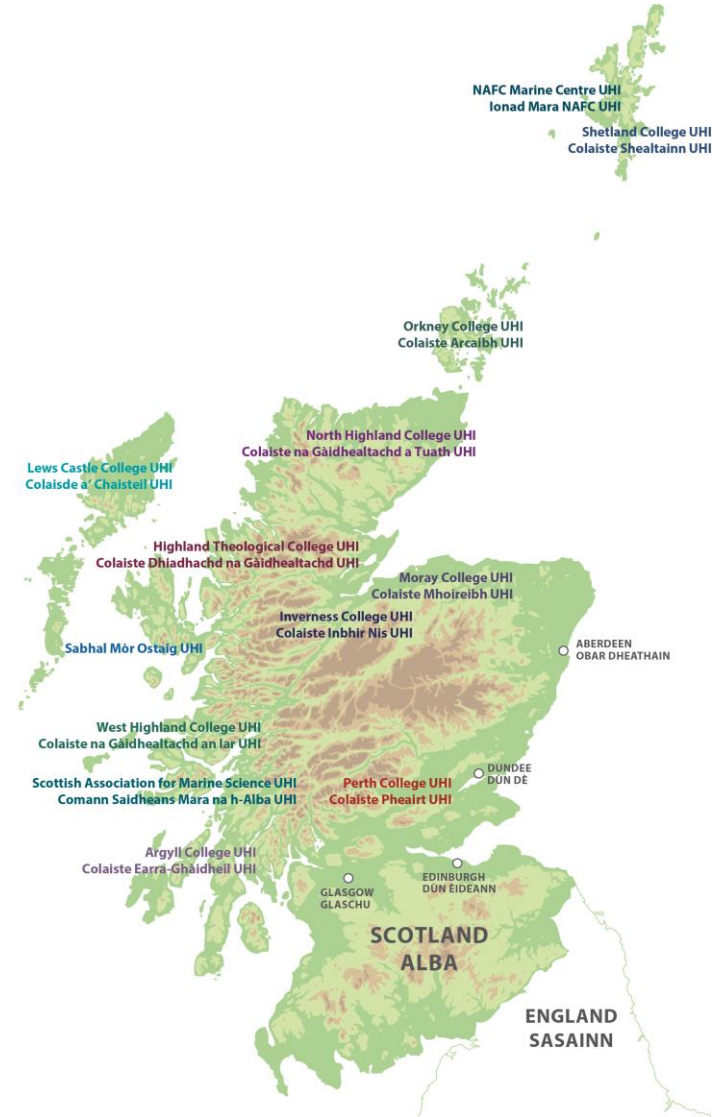 NAFC Marine Centre UHI
Ionad Mara NAFC UHI
Shetland College UHI
Colaiste Shealtainn UHI
Orkney College UHI
Colaiste Arcaibh UHI
North Highland College UHI
Colaiste na Gàidhealtachd a Tuath UHI
Lews Castle College UHI
Colaisde a’ Chaisteil UHI
Highland Theological College UHI
Colaiste Dhiadhachd na Gàidhealtachd UHI
Moray College UHI
Colaiste Mhoireibh UHI
Inverness College UHI
Colaiste Inbhir Nis UHI
Sabhal Mòr Ostaig UHI
ABERDEEN
OBAR DHEATHAIN
West Highland College UHI
Colaiste na Gàidhealtachd an Iar UHI
Scottish Association for Marine Science UHI
Comann Saidheans Mara na h-Alba UHI
Perth College UHI
Colaiste Pheairt UHI
DUNDEE
DÙN DÈ
Argyll College UHI
Colaiste Earra-Ghàidheil UHI
GLASGOW
GLASCHU
EDINBURGH
DÙN ÈIDEANN
SCOTLAND
ALBA
ENGLAND
SASAINN